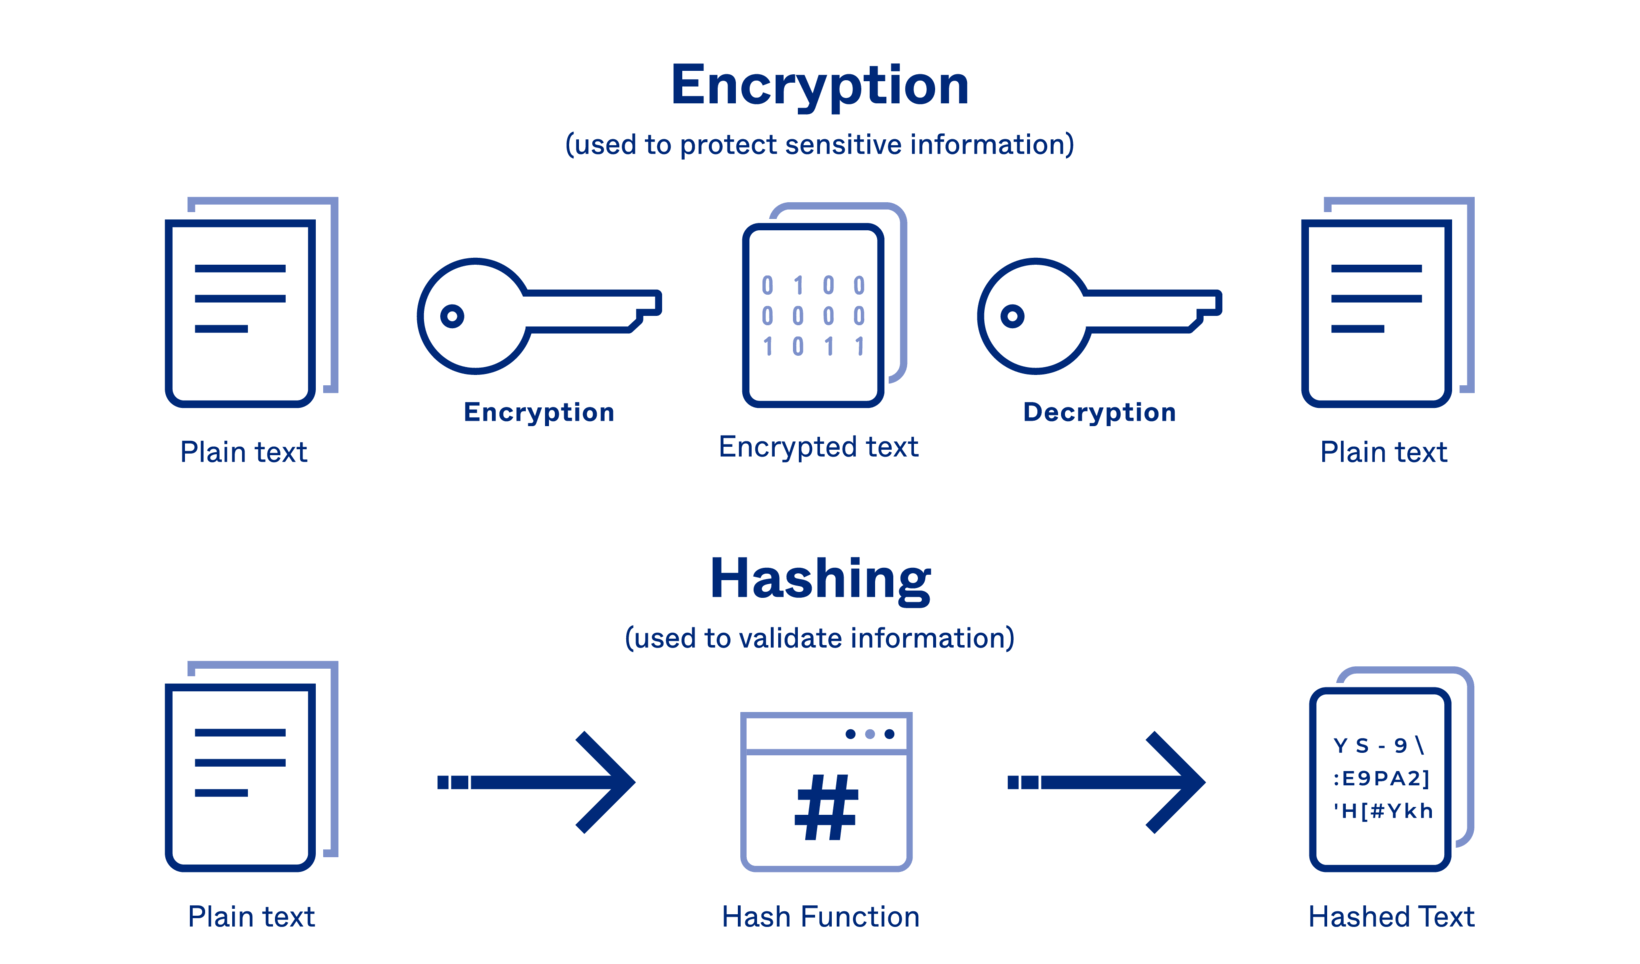 Encryption
(used to protect sensitive information)
0 1 0 0
0 0 0 0
1 0 1 1
Encryption
Decryption
Plain text
Encrypted text
Plain text
Hashing
(used to validate information)
#
Y S - 9 \
:E9PA2]
'H[#Ykh
Plain text
Hash Function
Hashed Text